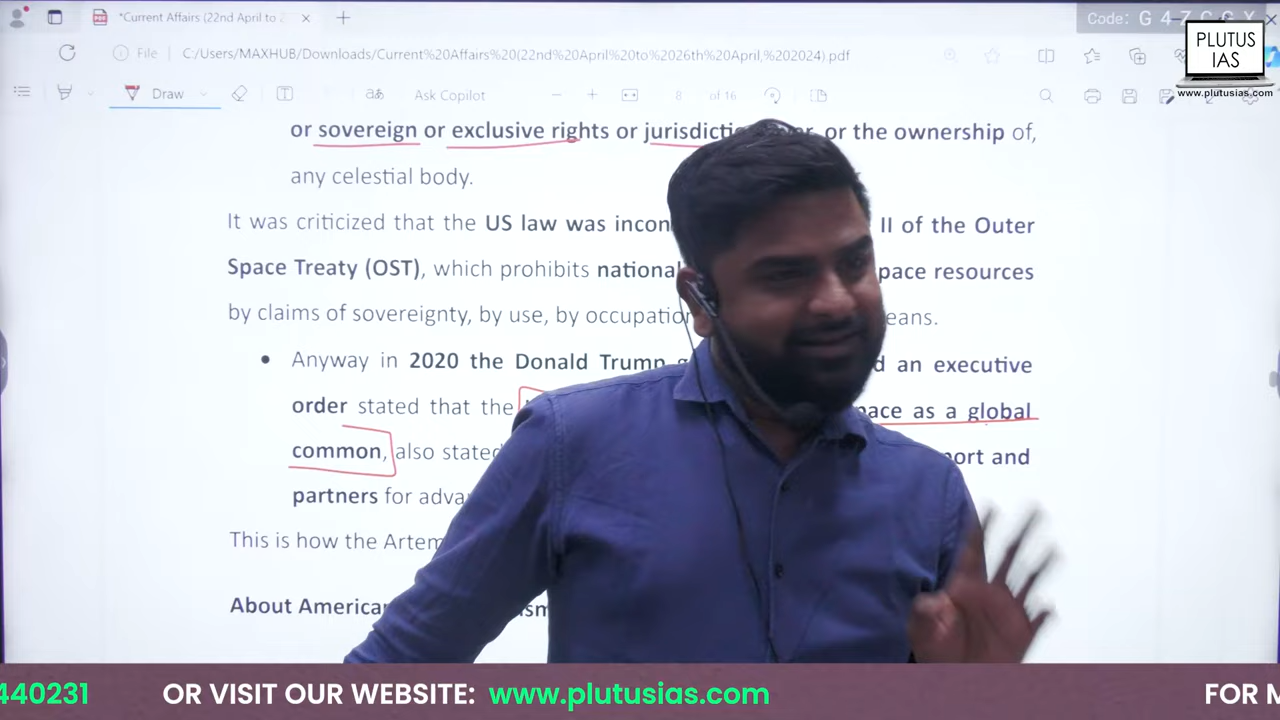 *Current Affairs (22nd April to 2
Code: G 4 7 C G X
PLUTUS
IAS
www.plutusias.com
File
C:/Users/MAXHUB/Downloads/Current%20Affairs%20(22nd%20April%20to%2026th%20April,%202024).pdf
Draw
Ask Copilot
8 of 16
or sovereign or exclusive rights or jurisdictio or the ownership of,
any celestial body.
It was criticized that the US law was incon II of the Outer
Space Treaty (OST), which prohibits national pace resources
by claims of sovereignty, by use, by occupation eans.
Anyway in 2020 the Donald Trump g d an executive
order stated that the pace as a global
common, also stated port and
partners for adva
This is how the Artem
About America ism
440231 OR VISIT OUR WEBSITE: www.plutusias.com FOR M